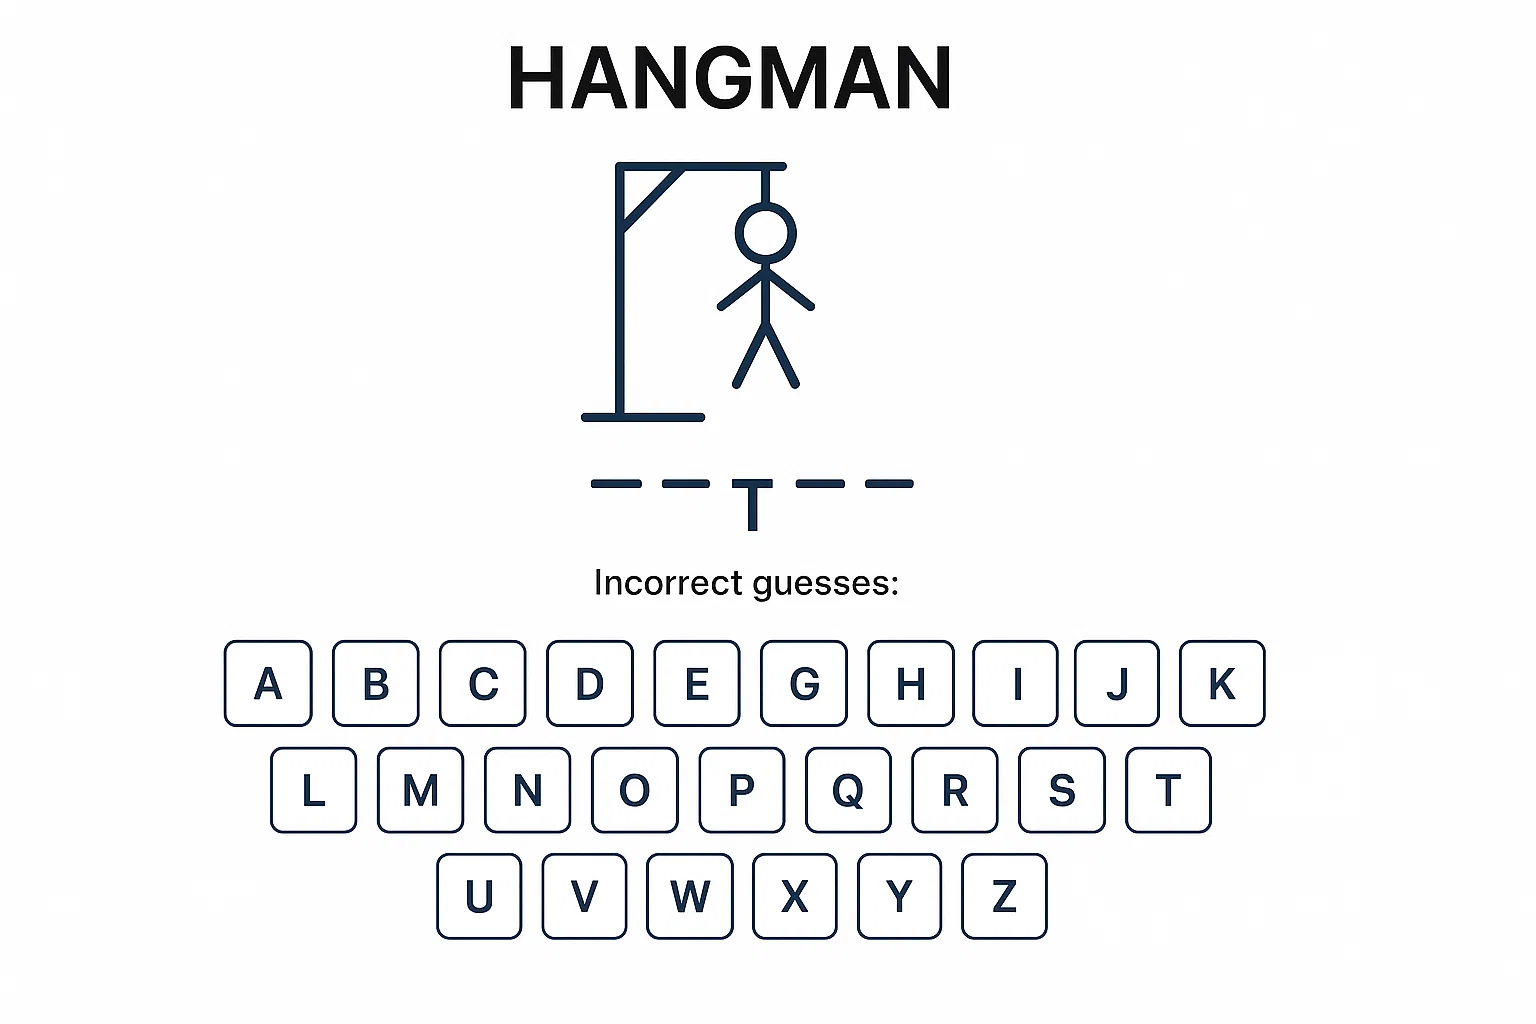 HANGMAN
_ _ T _ _
Incorrect guesses:
A B C D E G H I J K
L M N O P Q R S T
U V W X Y Z